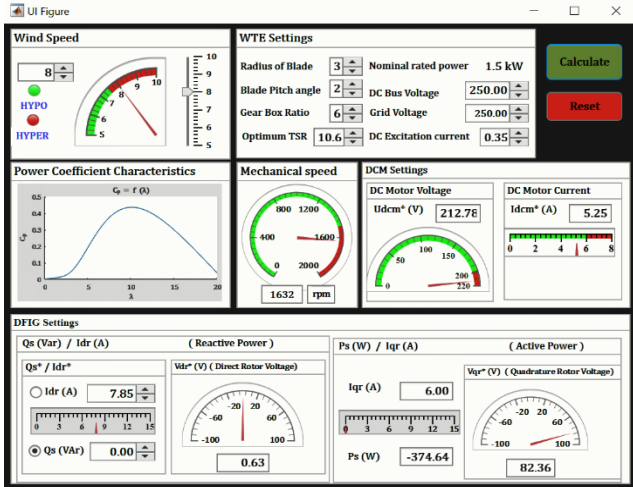 UI Figure
Wind Speed
8
HYPO
HYPER
5
6
7
8
9
10
10
9
8
7
6
5
WTE Settings
Radius of Blade 3 Nominal rated power 1.5 kW
Blade Pitch angle 2 DC Bus Voltage 250.00
Gear Box Ratio 6 Grid Voltage 250.00
Optimum TSR 10.6 DC Excitation current 0.35
Calculate
Reset
Power Coefficient Characteristics
Cₚ = f (λ)
0.5
0.4
0.3
0.2
0.1
0
Cₚ
0 5 10 15 20
λ
Mechanical speed
0 400 800 1200 1600 2000
1632 rpm
DCM Settings
DC Motor Voltage
Udcm* (V) 212.78
0 50 100 150 200 220
DC Motor Current
Idcm* (A) 5.25
0 2 4 6 8
DFIG Settings
Qs (Var) / Idr (A) ( Reactive Power )
Qs* / Idr*
Idr (A) 7.85
0 3 6 9 12 15
Qs (VAr) 0.00
Vdr* (V) ( Direct Rotor Voltage)
-100 -60 -20 20 60 100
0.63
Ps (W) / Iqr (A) ( Active Power )
Iqr (A) 6.00
0 3 6 9 12 15
Ps (W) -374.64
Vqr* (V) ( Quadrature Rotor Voltage)
-100 -60 -20 20 60 100
82.36